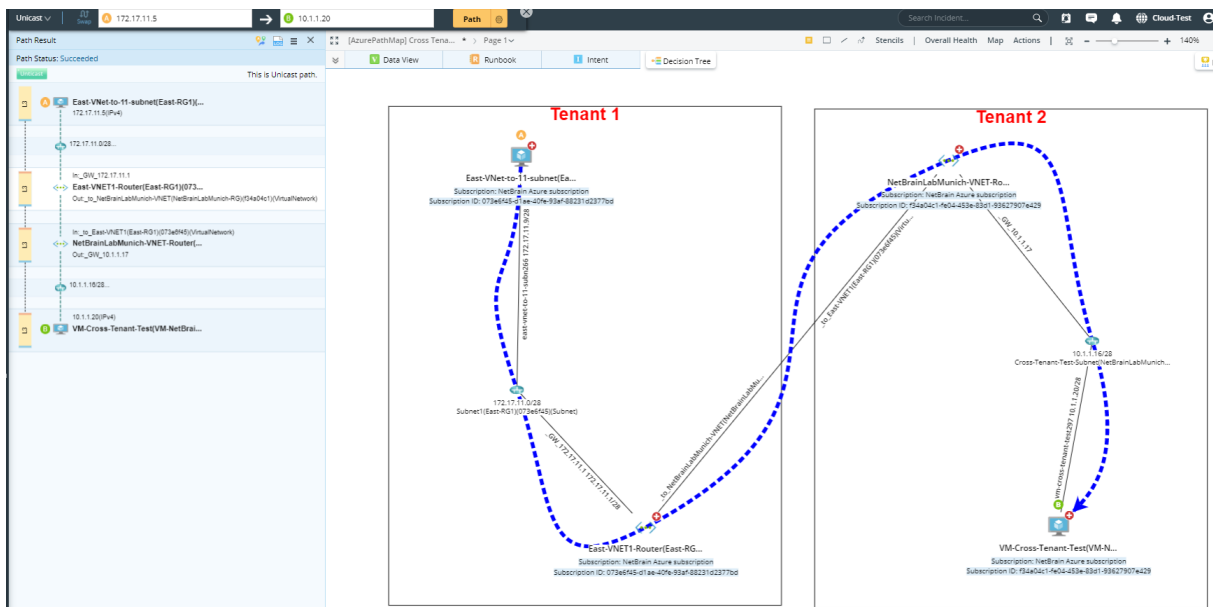 Unicast
Swap
A 172.17.11.5
B 10.1.1.20
Path
Search Incident...
Cloud-Test
Path Result
Path Status: Succeeded
Unicast
This is Unicast path.
A East-VNet-to-11-subnet(East-RG1)(...
172.17.11.5(IPv4)
172.17.11.0/28...
In:_GW_172.17.11.1
East-VNET1-Router(East-RG1)(073...
Out:_to_NetBrainLabMunich-VNET(NetBrainLabMunich-RG)(f34a04c1)(VirtualNetwork)
In:_to_East-VNET1(East-RG1)(073e6f45)(VirtualNetwork)
NetBrainLabMunich-VNET-Router(...
Out:_GW_10.1.1.17
10.1.1.16/28...
10.1.1.20(IPv4)
B VM-Cross-Tenant-Test(VM-NetBrai...
[AzurePathMap] Cross Tena... * > Page 1
Stencils | Overall Health Map Actions |
- + 140%
Data View
Runbook
Intent
Decision Tree
Tenant 1
A
East-VNet-to-11-subnet(Ea...
Subscription: NetBrain Azure subscription
Subscription ID: 073e6f45-d1ae-40fe-93af-88231d2377bd
east-vnet-to-11-subn266 172.17.11.9/28
172.17.11.0/28
Subnet1(East-RG1)(073e6f45)(Subnet)
_GW_172.17.11.1 172.17.11.1/28
East-VNET1-Router(East-RG...
Subscription: NetBrain Azure subscription
Subscription ID: 073e6f45-d1ae-40fe-93af-88231d2377bd
_to_NetBrainLabMunich-VNET(NetBrainLabMu...
_to_East-VNET1(East-RG1)(073e6f45)(Virtu...
Tenant 2
NetBrainLabMunich-VNET-Ro...
Subscription: NetBrain Azure subscription
Subscription ID: f34a04c1-fe04-453e-83d1-93627907e429
_GW_10.1.1.17
10.1.1.16/28
Cross-Tenant-Test-Subnet(NetBrainLabMunich...
vm-cross-tenant-test297 10.1.1.20/28
B
VM-Cross-Tenant-Test(VM-N...
Subscription: NetBrain Azure subscription
Subscription ID: f34a04c1-fe04-453e-83d1-93627907e429